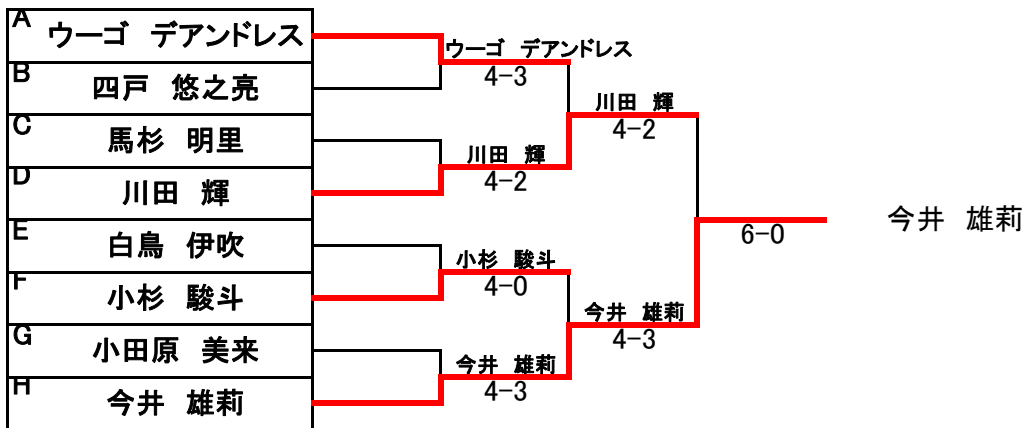 A ウーゴ　デアンドレス
B 四戸　悠之亮
C 馬杉　明里
D 川田　輝
E 白鳥　伊吹
F 小杉　駿斗
G 小田原　美来
H 今井　雄莉
ウーゴ　デアンドレス
4-3
川田　輝
4-2
小杉　駿斗
4-0
今井　雄莉
4-3
川田　輝
4-2
今井　雄莉
4-3
6-0
今井　雄莉